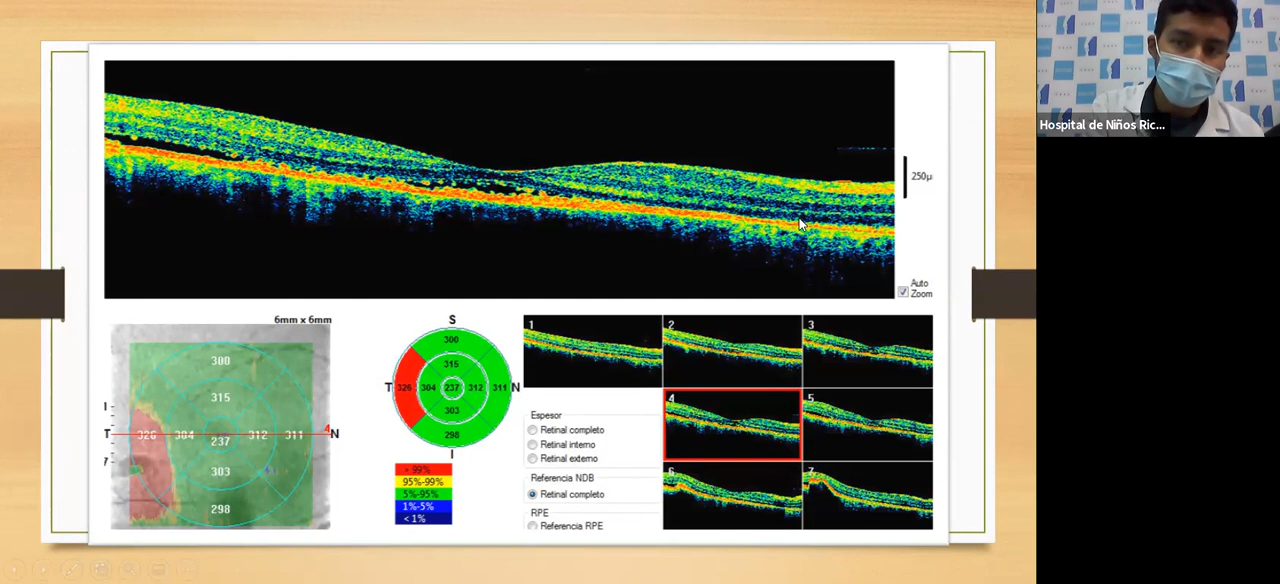 Hospital de Niños Ric...
250μ
Auto
Zoom
6mm x 6mm
300
315
T 326 304 237 312 311 4 N
303
298
S
300
315
T 326 304 237 312 311 N
303
298
I
> 99%
95%-99%
5%-95%
1%-5%
< 1%
1
2
3
4
5
6
7
Espesor
Retinal completo
Retinal interno
Retinal externo
Referencia NDB
Retinal completo
RPE
Referencia RPE